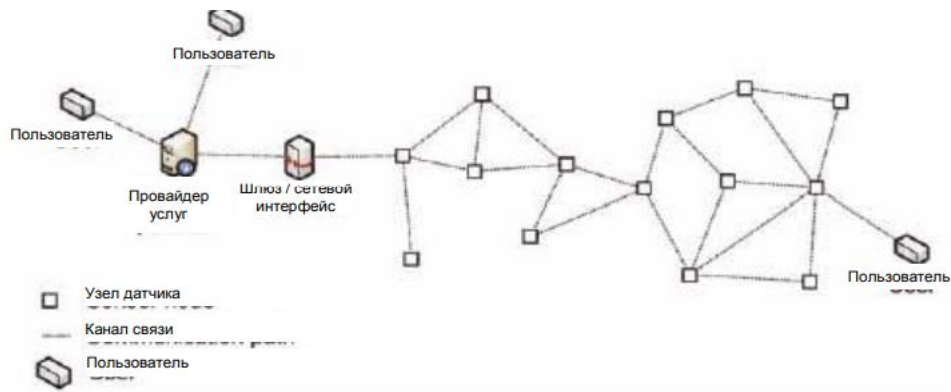 Пользователь
Пользователь
Провайдер
услуг
Шлюз / сетевой
интерфейс
Пользователь
Узел датчика
Канал связи
Пользователь